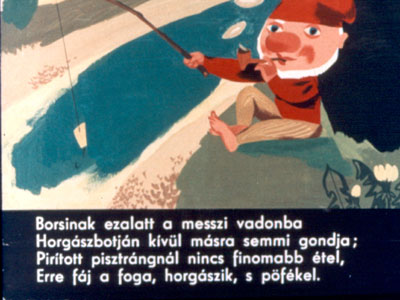 Borsinak ezalatt a messzi vadonba
Horgászbotján kívül másra semmi gondja;
Pirított pisztrángnál nincs finomabb étel,
Erre fáj a foga, horgászik, s pöfékel.